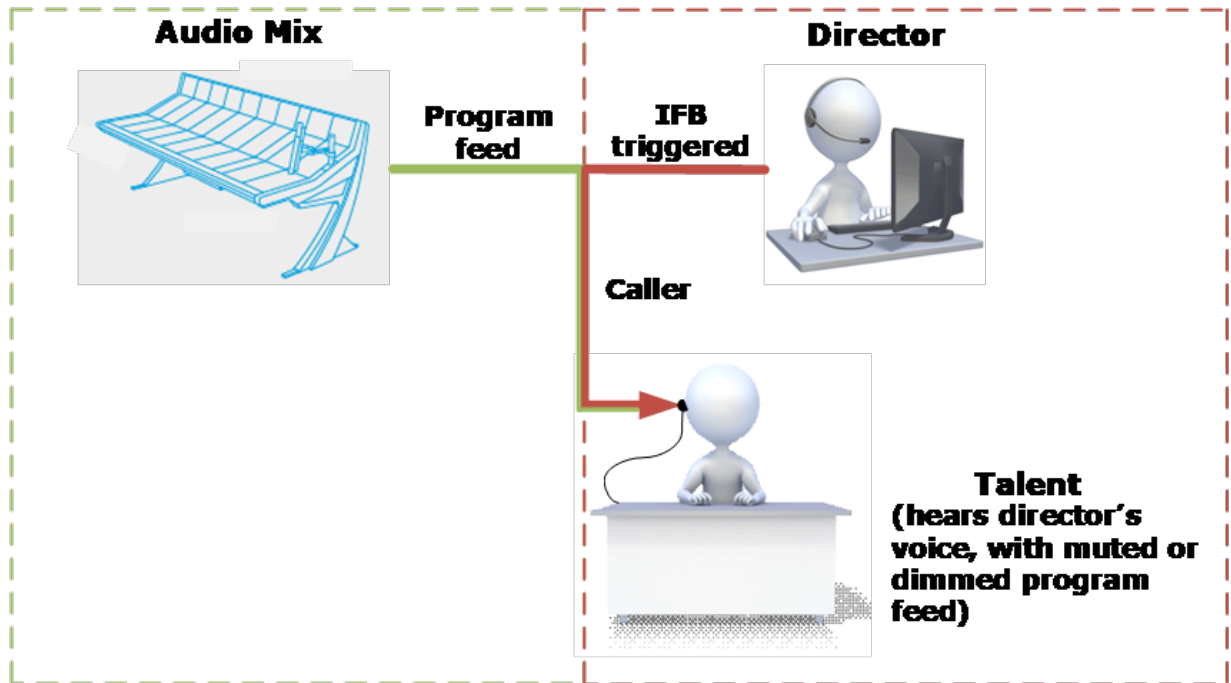 Audio Mix
Director
Program
feed
IFB
triggered
Caller
Talent
(hears director’s
voice, with muted or
dimmed program
feed)